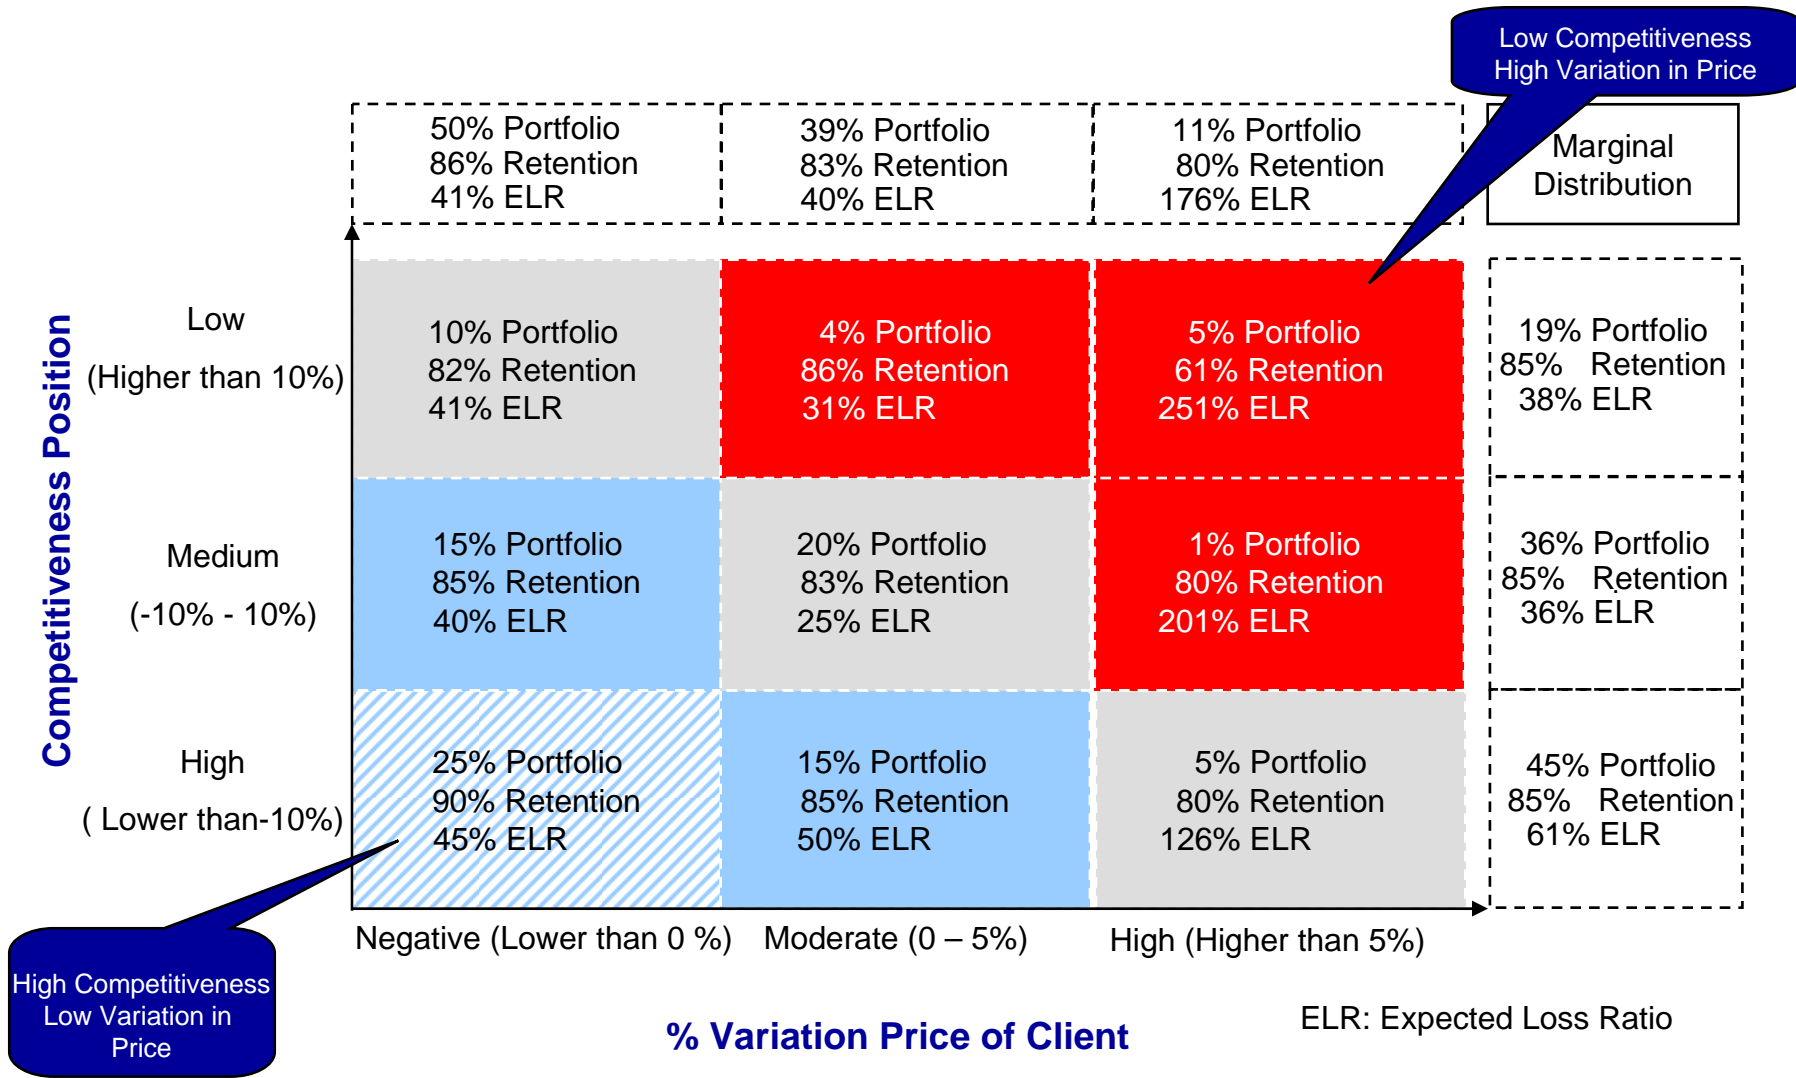 Low Competitiveness
High Variation in Price
50% Portfolio
86% Retention
41% ELR
39% Portfolio
83% Retention
40% ELR
11% Portfolio
80% Retention
176% ELR
Marginal
Distribution
Competitiveness Position
Low
(Higher than 10%)
10% Portfolio
82% Retention
41% ELR
4% Portfolio
86% Retention
31% ELR
5% Portfolio
61% Retention
251% ELR
19% Portfolio
85% Retention
38% ELR
Medium
(-10% - 10%)
15% Portfolio
85% Retention
40% ELR
20% Portfolio
83% Retention
25% ELR
1% Portfolio
80% Retention
201% ELR
36% Portfolio
85% Retention
36% ELR
High
( Lower than-10%)
25% Portfolio
90% Retention
45% ELR
15% Portfolio
85% Retention
50% ELR
5% Portfolio
80% Retention
126% ELR
45% Portfolio
85% Retention
61% ELR
Negative (Lower than 0 %)
Moderate (0 – 5%)
High (Higher than 5%)
High Competitiveness
Low Variation in
Price
% Variation Price of Client
ELR: Expected Loss Ratio